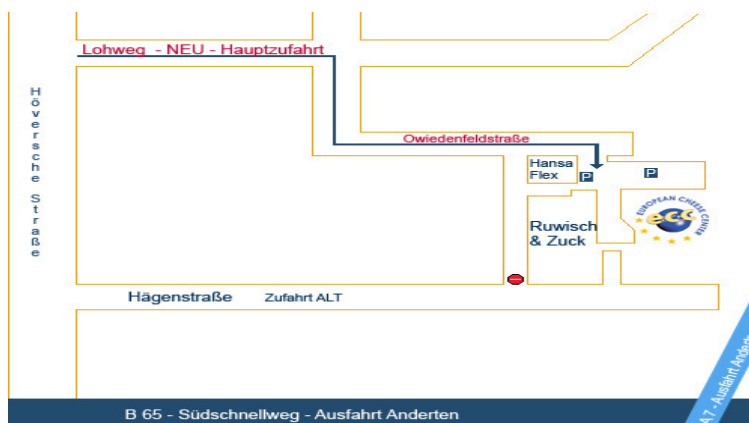 Lohweg - NEU - Hauptzufahrt
Höversche Straße
Owiedenfeldstraße
Hansa
Flex
P
P
EUROPEAN CHEESE CENTER
ecc
Ruwisch
& Zuck
Hägenstraße Zufahrt ALT
A 7 - Ausfahrt
B 65 - Südschnellweg - Ausfahrt Anderten